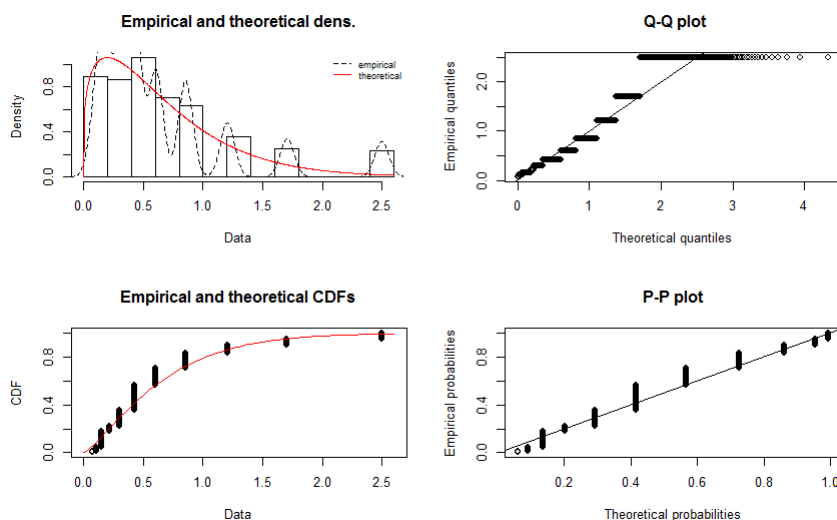 Empirical and theoretical dens.
Density
0.0 0.4 0.8
empirical
theoretical
0.0 0.5 1.0 1.5 2.0 2.5
Data
Q-Q plot
Empirical quantiles
0.0 1.0 2.0
0 1 2 3 4
Theoretical quantiles
Empirical and theoretical CDFs
CDF
0.0 0.4 0.8
0.0 0.5 1.0 1.5 2.0 2.5
Data
P-P plot
Empirical probabilities
0.0 0.4 0.8
0.2 0.4 0.6 0.8 1.0
Theoretical probabilities